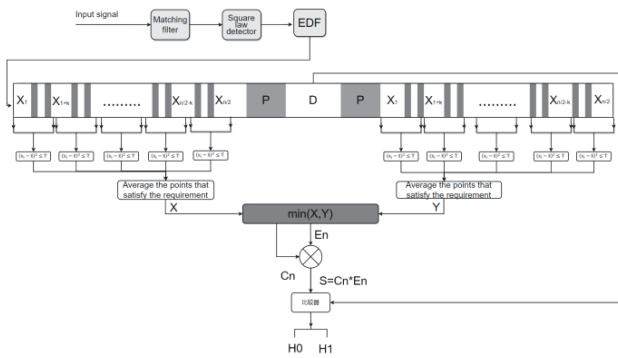 Input signal
Matching filter
Square law detector
EDF
X₁ X₁₊ₖ ......... Xₙ/₂-ₖ Xₙ/₂ P D P X₁ X₁₊ₖ ......... Xₙ/₂-ₖ Xₙ/₂
Average the points that satisfy the requirement
Average the points that satisfy the requirement
X
Y
min(X,Y)
En
Cn
S=Cn*En
比较器
H0 H1